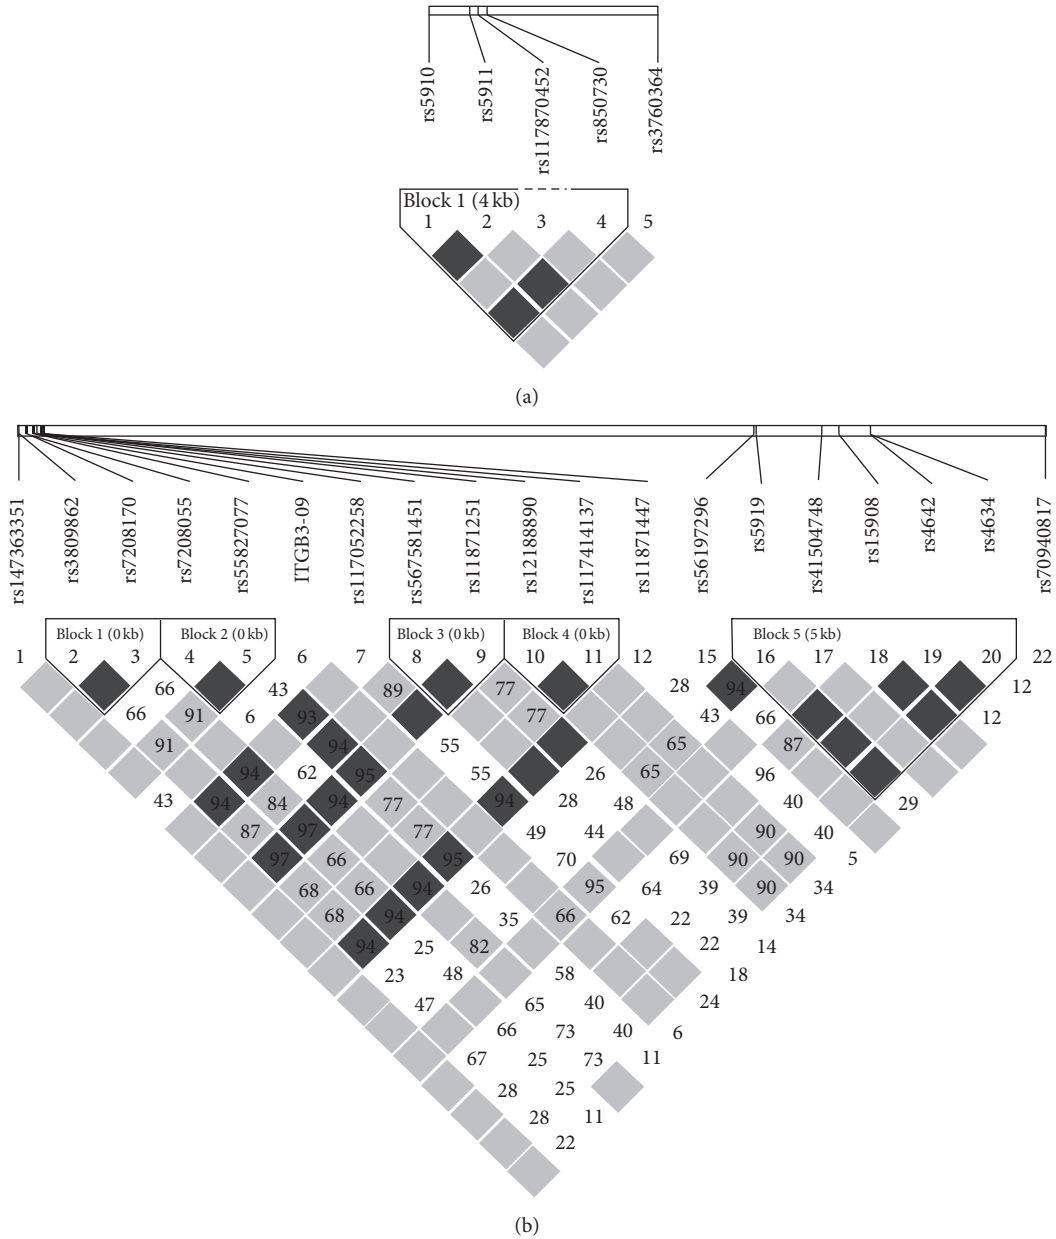 rs5910
rs5911
rs117870452
rs850730
rs3760364
Block 1 (4 kb)
1 2 3 4 5
(a)
rs147363351
rs3809862
rs7208170
rs7208055
rs55827077
ITGB3-09
rs117052258
rs567581451
rs11871251
rs12188890
rs117414137
rs11871447
rs56197296
rs5919
rs41504748
rs15908
rs4642
rs4634
rs70940817
Block 1 (0 kb) Block 2 (0 kb) Block 3 (0 kb) Block 4 (0 kb) Block 5 (5 kb)
1 2 3 4 5 6 7 8 9 10 11 12 15 16 17 18 19 20 22
66 43 89 77 28 94 12
66 91 6 93 77 43 66 12
91 94 55 65 87
94 62 95 55 26 65 96
43 94 84 94 77 94 28 48 40 29
87 97 77 49 44 90 40
97 66 95 70 69 90 90 5
68 66 94 26 95 64 39 90 34
68 94 35 66 62 22 39 34
94 25 82 22 14
23 48 58 18
47 65 40 24
66 73 40 6
67 25 73 11
28 25
28 11
22
(b)